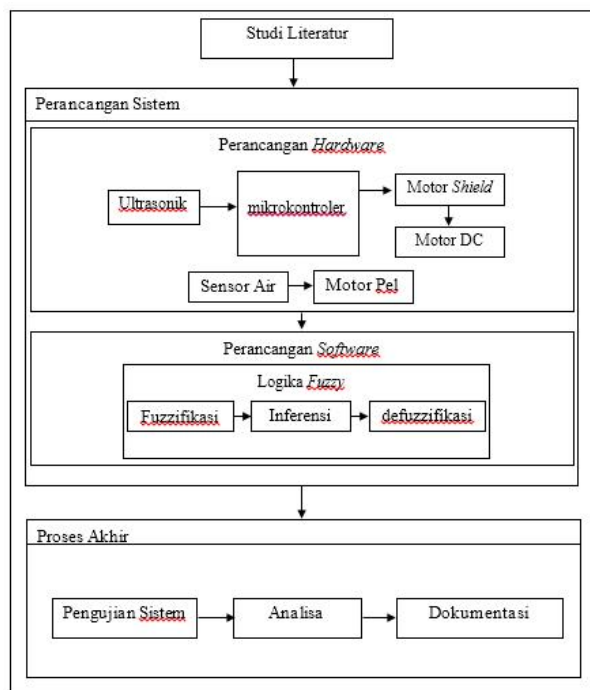 Studi Literatur
Perancangan Sistem
Perancangan Hardware
Ultrasonik
mikrokontroler
Motor Shield
Motor DC
Sensor Air
Motor Pel
Perancangan Software
Logika Fuzzy
Fuzzifikasi
Inferensi
defuzzifikasi
Proses Akhir
Pengujian Sistem
Analisa
Dokumentasi